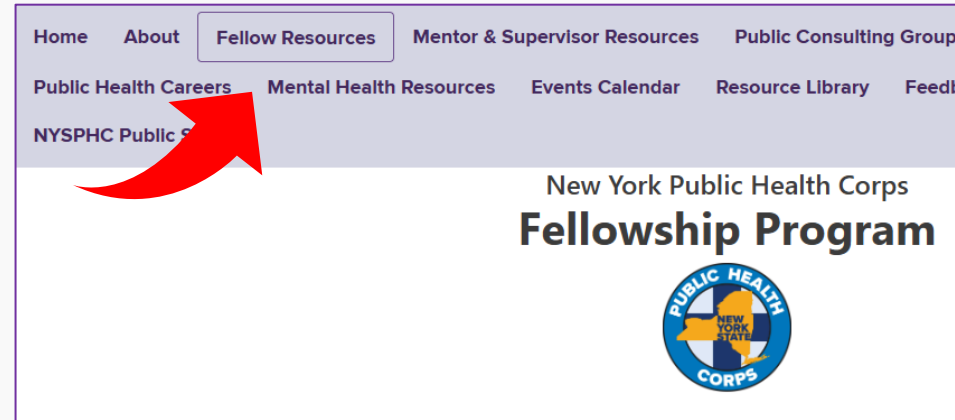 Home About Fellow Resources Mentor & Supervisor Resources Public Consulting Group
Public Health Careers Mental Health Resources Events Calendar Resource Library
NYSPHC Public
New York Public Health Corps
Fellowship Program
PUBLIC HEALTH
NEW
YORK
STATE
CORPS